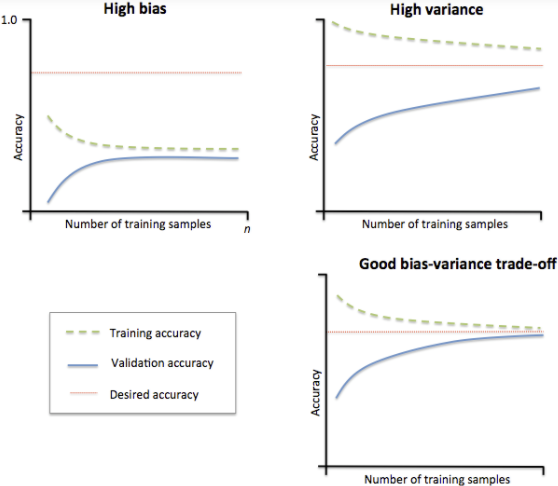 High bias
1.0
Accuracy
Number of training samples
n
High variance
Accuracy
Number of training samples
Good bias-variance trade-off
Accuracy
Number of training samples
Training accuracy
Validation accuracy
Desired accuracy